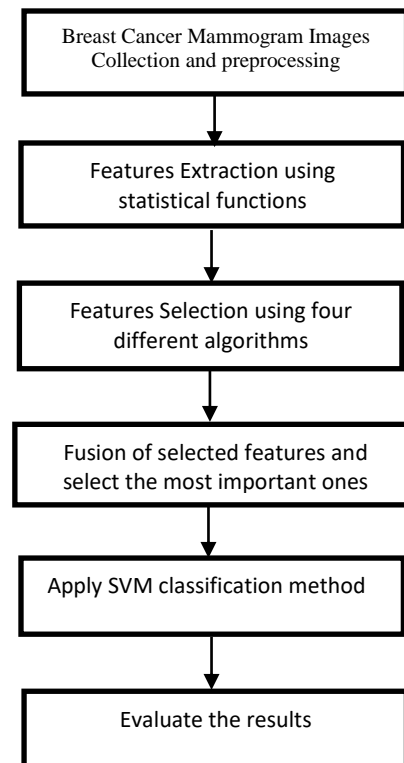 Breast Cancer Mammogram Images
Collection and preprocessing
Features Extraction using
statistical functions
Features Selection using four
different algorithms
Fusion of selected features and
select the most important ones
Apply SVM classification method
Evaluate the results